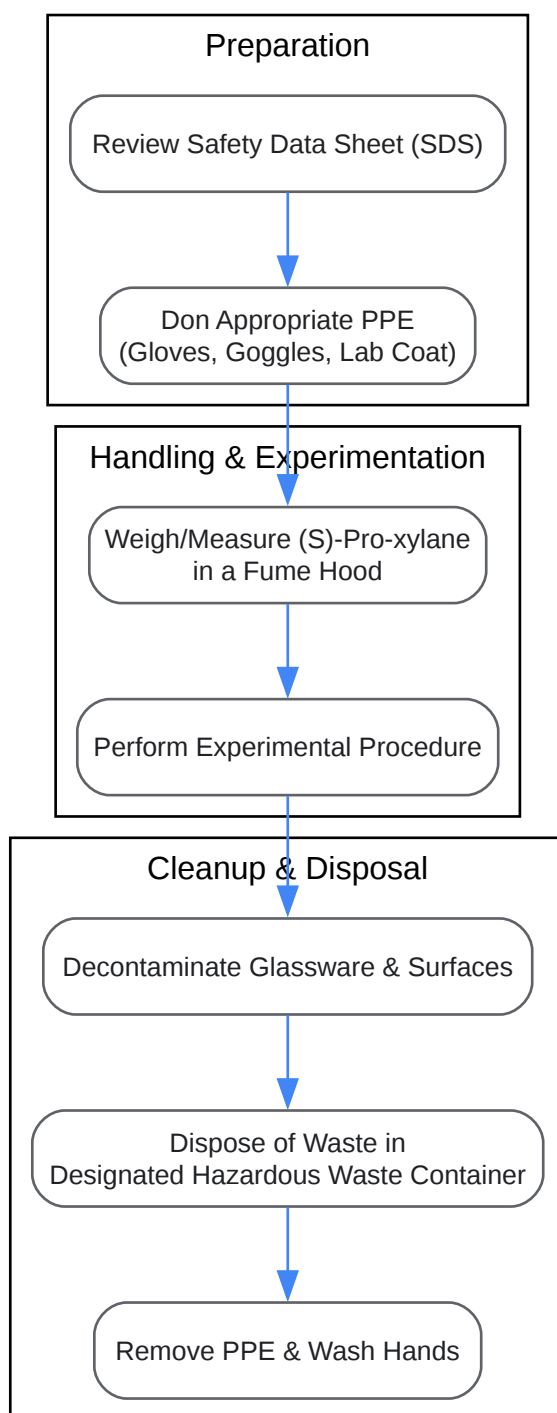 Preparation
Review Safety Data Sheet (SDS)
Don Appropriate PPE
(Gloves, Goggles, Lab Coat)
Handling & Experimentation
Weigh/Measure (S)-Pro-xylane
in a Fume Hood
Perform Experimental Procedure
Cleanup & Disposal
Decontaminate Glassware & Surfaces
Dispose of Waste in
Designated Hazardous Waste Container
Remove PPE & Wash Hands